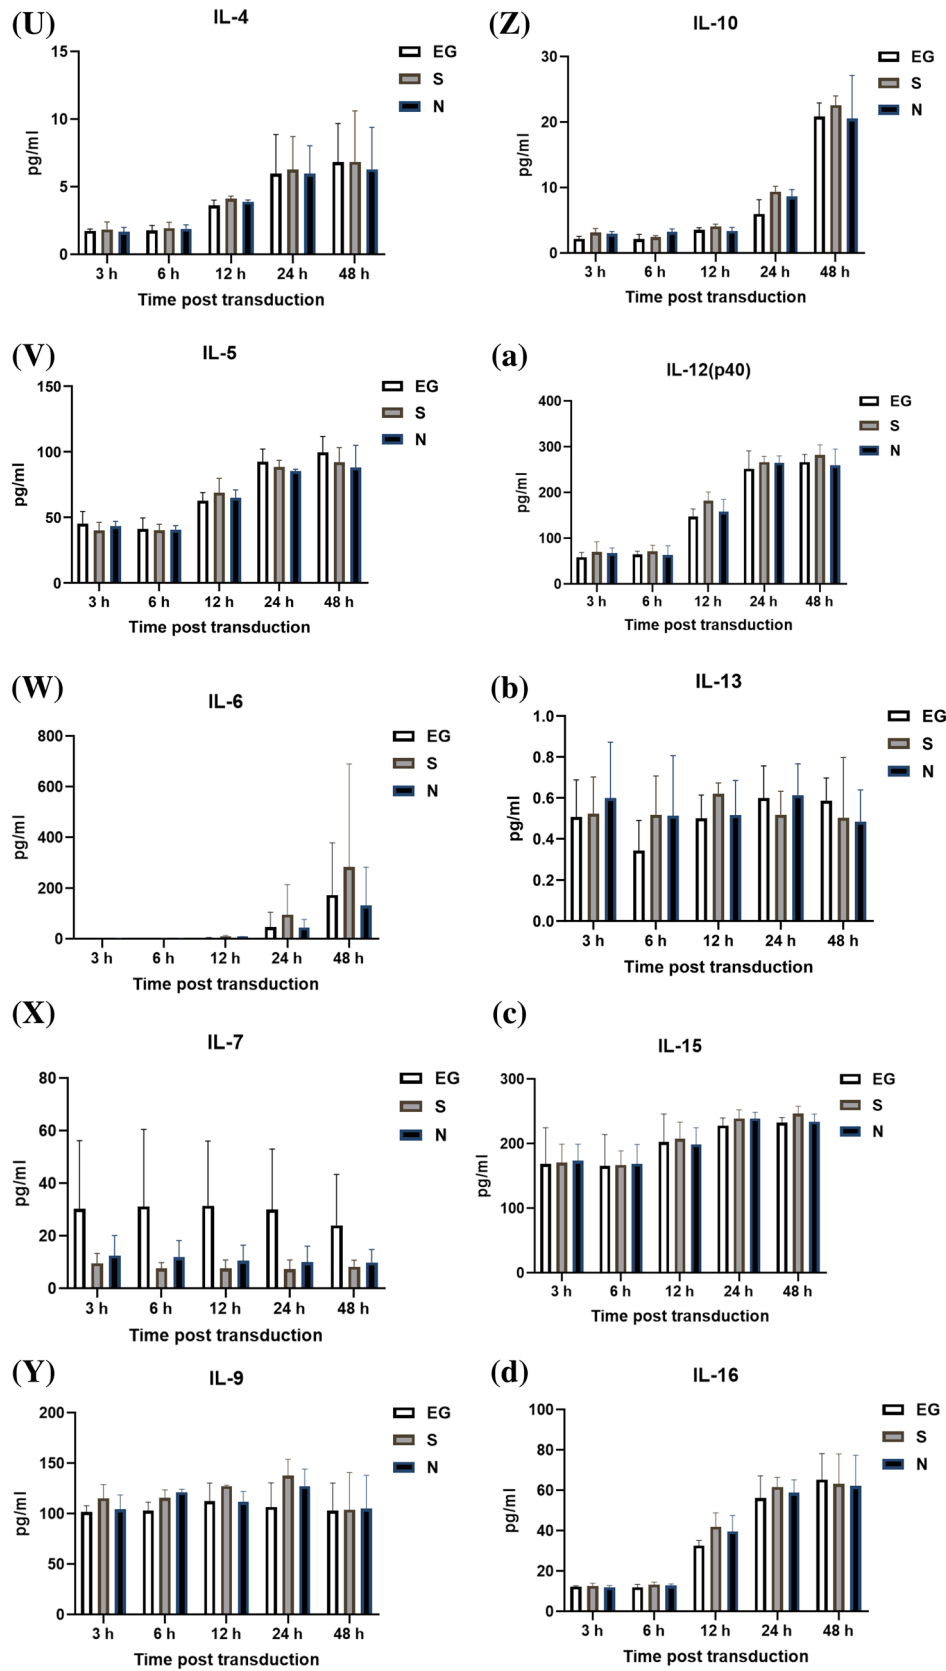 (U)
IL-4
15
10
5
0
pg/ml
3 h 6 h 12 h 24 h 48 h
Time post transduction
EG
S
N
(Z)
IL-10
30
20
10
0
pg/ml
3 h 6 h 12 h 24 h 48 h
Time post transduction
EG
S
N
(V)
IL-5
150
100
50
0
pg/ml
3 h 6 h 12 h 24 h 48 h
Time post transduction
EG
S
N
(a)
IL-12(p40)
400
300
200
100
0
pg/ml
3 h 6 h 12 h 24 h 48 h
Time post transduction
EG
S
N
(W)
IL-6
800
600
400
200
0
pg/ml
3 h 6 h 12 h 24 h 48 h
Time post transduction
EG
S
N
(b)
IL-13
1.0
0.8
0.6
0.4
0.2
0.0
pg/ml
3 h 6 h 12 h 24 h 48 h
Time post transduction
EG
S
N
(X)
IL-7
80
60
40
20
0
pg/ml
3 h 6 h 12 h 24 h 48 h
Time post transduction
EG
S
N
(c)
IL-15
300
200
100
0
pg/ml
3 h 6 h 12 h 24 h 48 h
Time post transduction
EG
S
N
(Y)
IL-9
200
150
100
50
0
pg/ml
3 h 6 h 12 h 24 h 48 h
Time post transduction
EG
S
N
(d)
IL-16
100
80
60
40
20
0
pg/ml
3 h 6 h 12 h 24 h 48 h
Time post transduction
EG
S
N